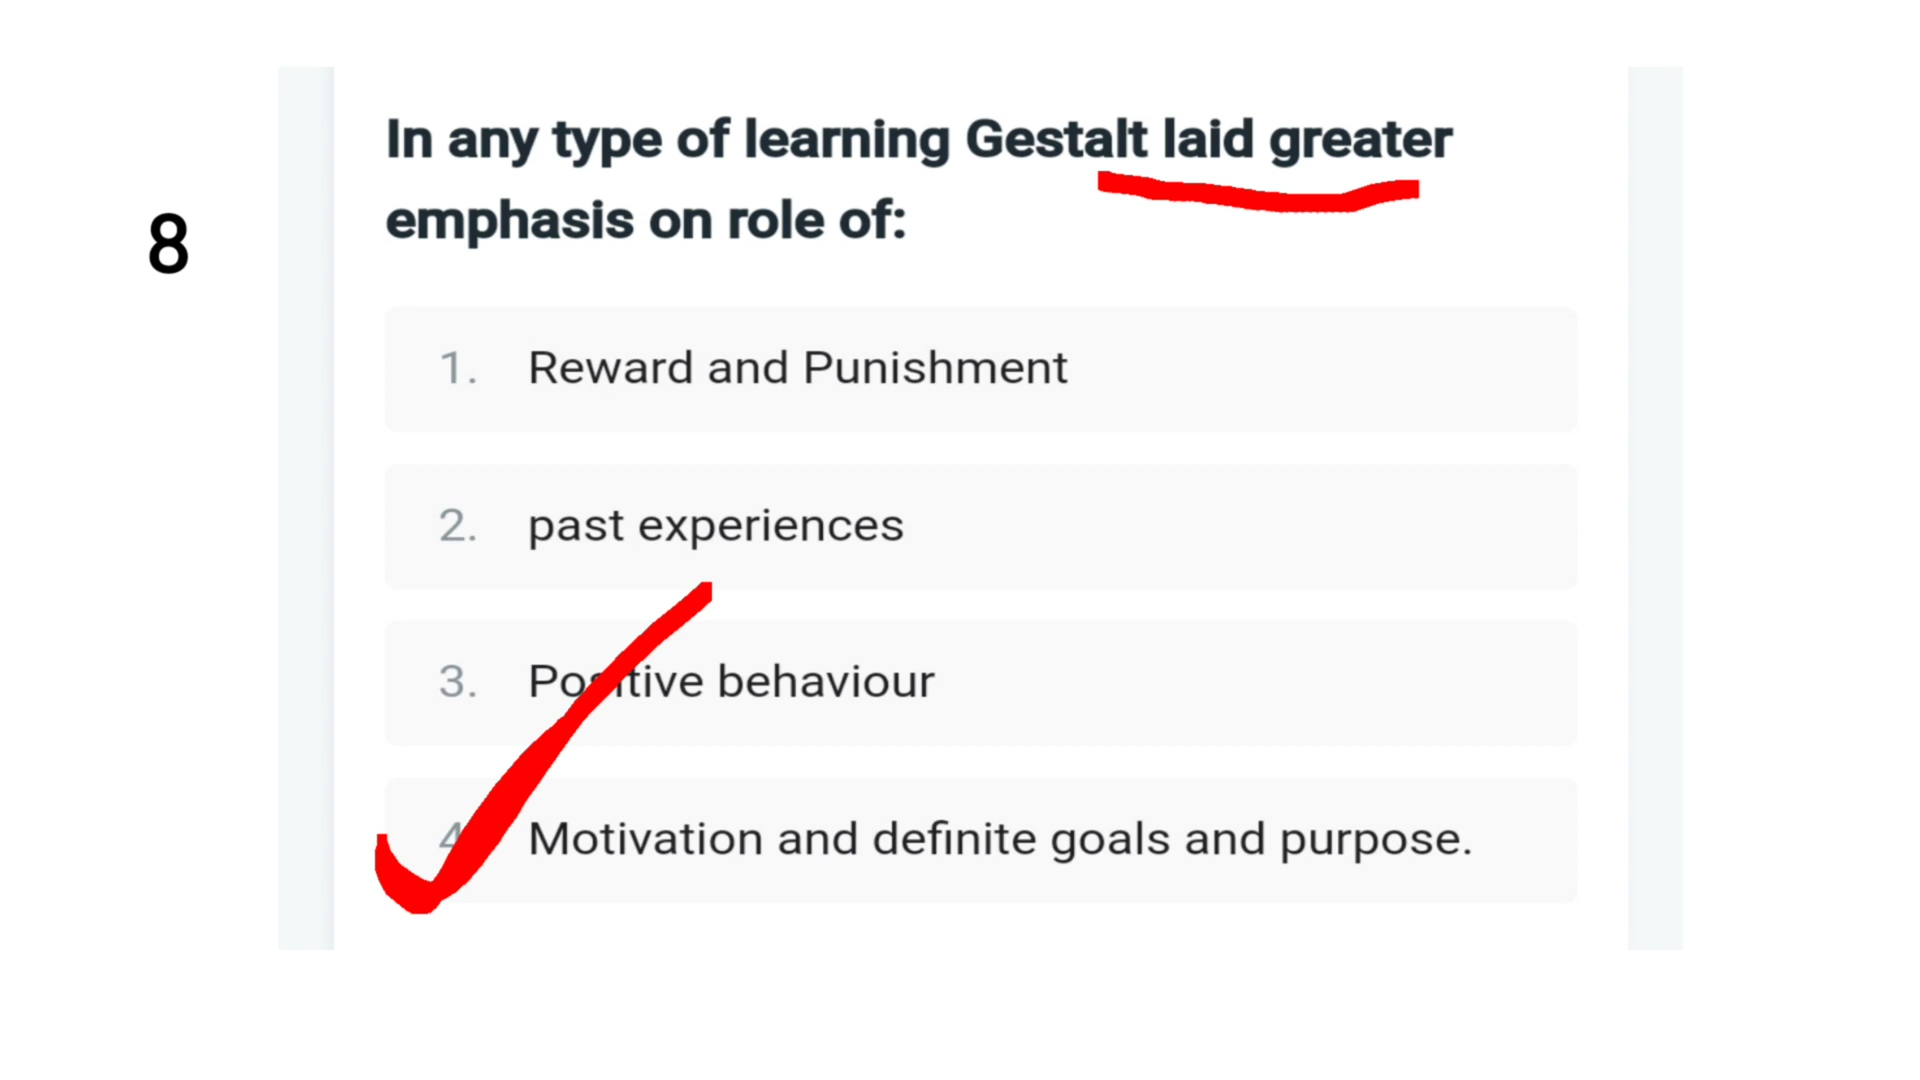 In any type of learning Gestalt laid greater
8
emphasis on role of:
1. Reward and Punishment
2. past experiences
3. Positive behaviour
4 Motivation and definite goals and purpose.